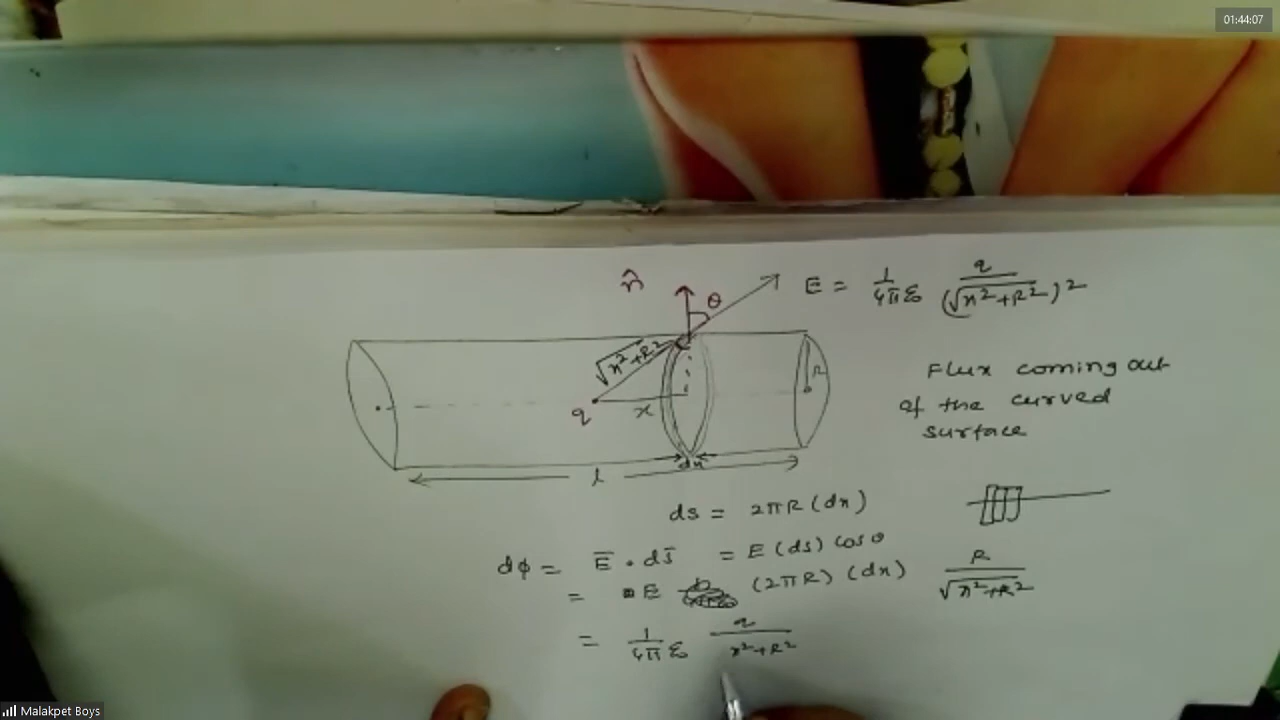 01:44:07
n̂
θ
E = 1/4πε₀ q/(√x²+R²)²
√x²+R²
R
q
x
dx
l
Flux coming out
of the curved
surface
ds = 2πR (dx)
dφ = E̅ . ds̅ = E (ds) cosθ
= E (2πR) (dx) R/√x²+R²
= 1/4πε₀ q/x²+R²
Malakpet Boys